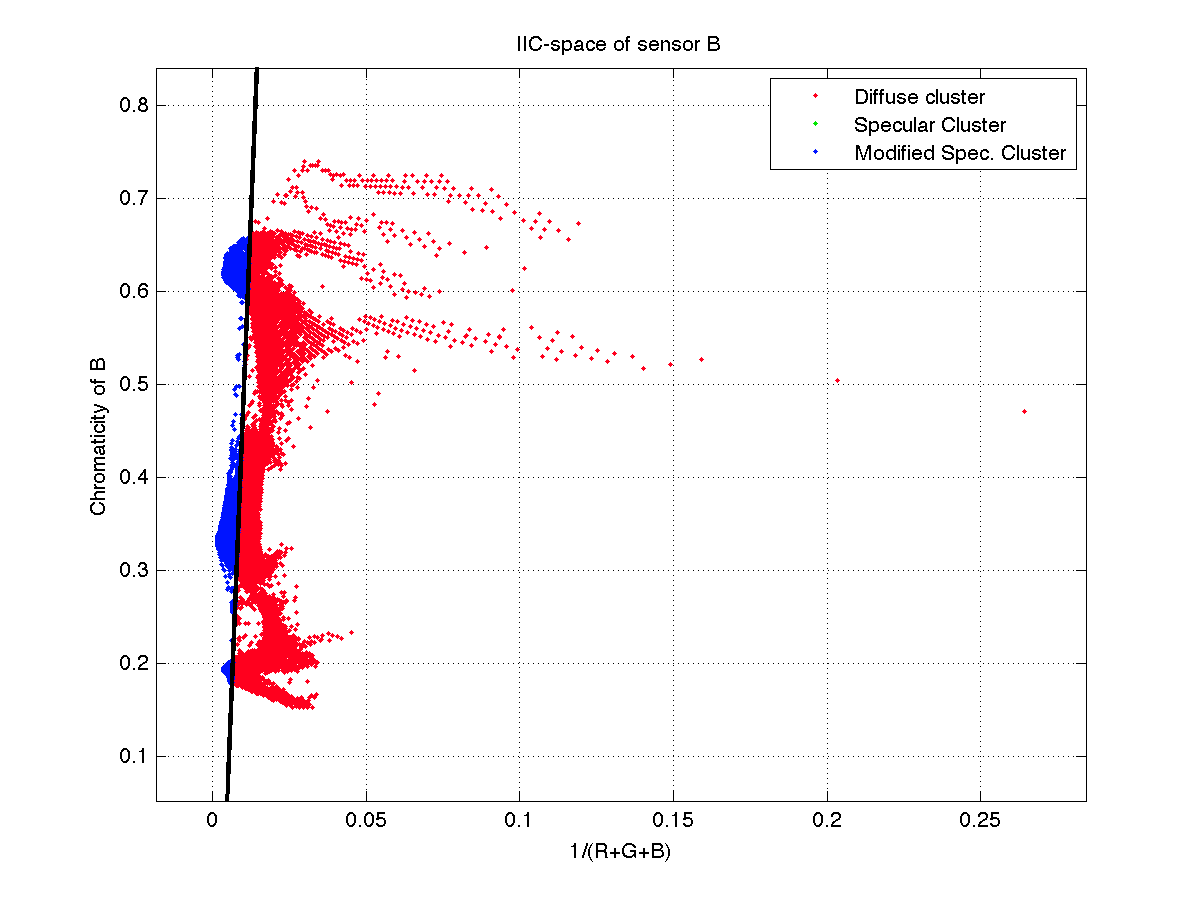 IIC-space of sensor B
Diffuse cluster
Specular Cluster
Modified Spec. Cluster
Chromaticity of B
0.8
0.7
0.6
0.5
0.4
0.3
0.2
0.1
0
0.05
0.1
0.15
0.2
0.25
1/(R+G+B)